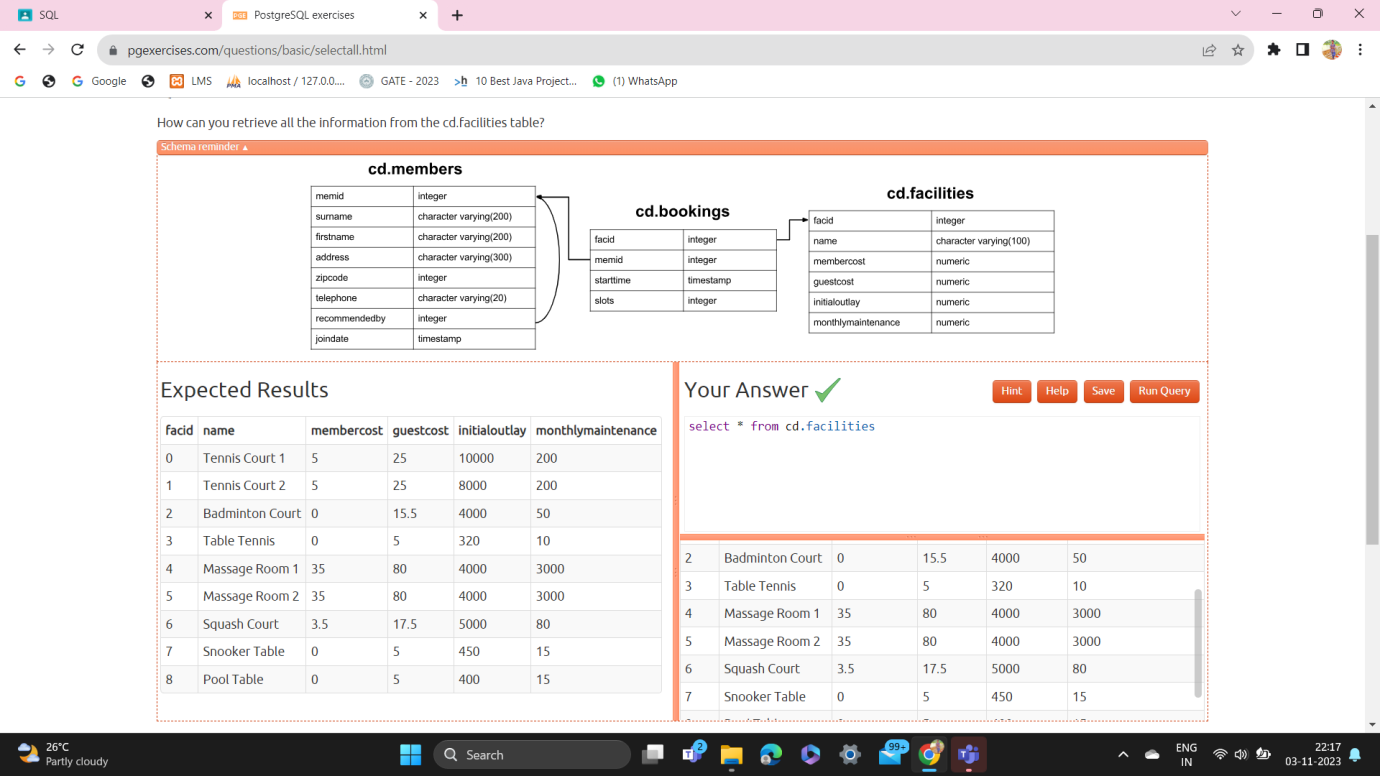 SQL
PostgreSQL exercises
pgexercises.com/questions/basic/selectall.html
G Google LMS localhost / 127.0.0.... GATE - 2023 >h 10 Best Java Project... (1) WhatsApp
How can you retrieve all the information from the cd.facilities table?
Schema reminder ▴
cd.members
memid integer
surname character varying(200)
firstname character varying(200)
address character varying(300)
zipcode integer
telephone character varying(20)
recommendedby integer
joindate timestamp
cd.bookings
facid integer
memid integer
starttime timestamp
slots integer
cd.facilities
facid integer
name character varying(100)
membercost numeric
guestcost numeric
initialoutlay numeric
monthlymaintenance numeric
Expected Results
facid name membercost guestcost initialoutlay monthlymaintenance
0 Tennis Court 1 5 25 10000 200
1 Tennis Court 2 5 25 8000 200
2 Badminton Court 0 15.5 4000 50
3 Table Tennis 0 5 320 10
4 Massage Room 1 35 80 4000 3000
5 Massage Room 2 35 80 4000 3000
6 Squash Court 3.5 17.5 5000 80
7 Snooker Table 0 5 450 15
8 Pool Table 0 5 400 15
Your Answer
Hint Help Save Run Query
select * from cd.facilities
2 Badminton Court 0 15.5 4000 50
3 Table Tennis 0 5 320 10
4 Massage Room 1 35 80 4000 3000
5 Massage Room 2 35 80 4000 3000
6 Squash Court 3.5 17.5 5000 80
7 Snooker Table 0 5 450 15
26°C
Partly cloudy
Search
2
99+
ENG
IN
22:17
03-11-2023